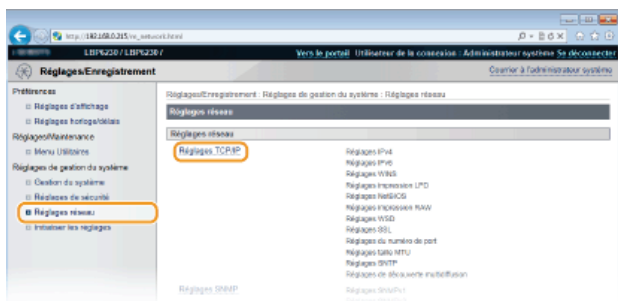 http://192.168.0.215/m_network.html
LBP6230 / LBP6230 /
Vers le portail Utilisateur de la connexion : Administrateur système Se déconnecter
Réglages/Enregistrement
Courrier à l'administrateur système
Préférences
Réglages d'affichage
Réglages horloge/délais
Réglages/Maintenance
Menu Utilitaires
Réglages de gestion du système
Gestion du système
Réglages de sécurité
Réglages réseau
Initialiser les réglages
Réglages/Enregistrement : Réglages de gestion du système : Réglages réseau
Réglages réseau
Réglages réseau
Réglages TCP/IP
Réglages IPv4
Réglages IPv6
Réglages WINS
Réglages impression LPD
Réglages NetBIOS
Réglages impression RAW
Réglages WSD
Réglages SSL
Réglages du numéro de port
Réglages taille MTU
Réglages SNTP
Réglages de découverte multidiffusion
Réglages SNMP
Réglages SNMPv1